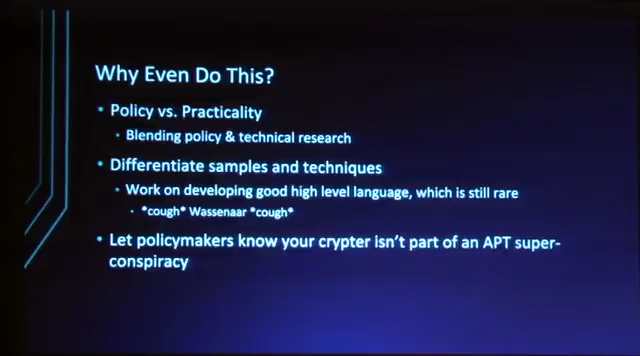 Why Even Do This?
• Policy vs. Practicality
• Blending policy & technical research
• Differentiate samples and techniques
• Work on developing good high level language, which is still rare
• *cough* Wassenaar *cough*
• Let policymakers know your crypter isn't part of an APT super-
conspiracy